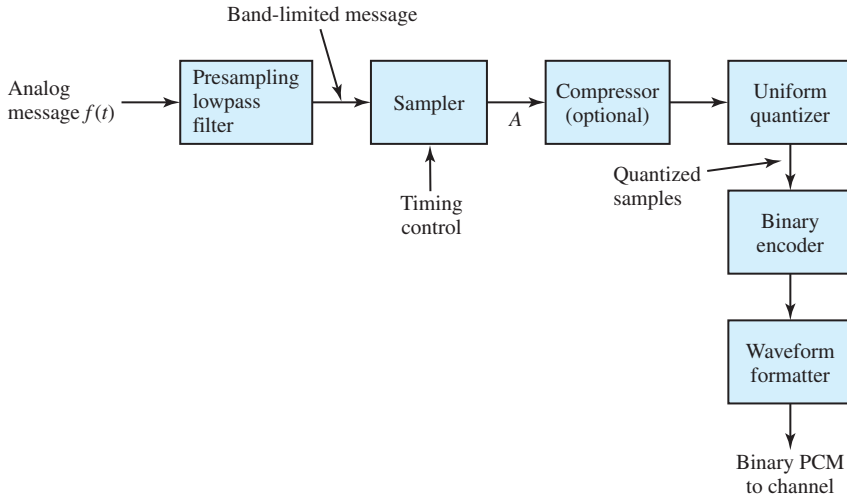 Band-limited message
Analog
message f(t)
Presampling
lowpass
filter
Sampler
A
Compressor
(optional)
Uniform
quantizer
Timing
control
Quantized
samples
Binary
encoder
Waveform
formatter
Binary PCM
to channel